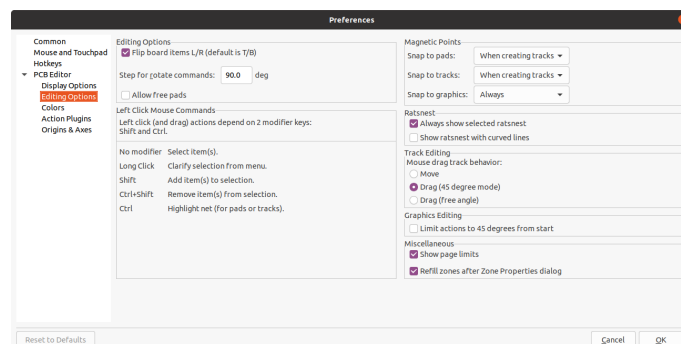 Preferences
Common
Mouse and Touchpad
Hotkeys
PCB Editor
Display Options
Editing Options
Colors
Action Plugins
Origins & Axes
Editing Options
Flip board items L/R (default is T/B)
Step for rotate commands: 90.0 deg
Allow free pads
Left Click Mouse Commands
Left click (and drag) actions depend on 2 modifier keys:
Shift and Ctrl.
No modifier Select item(s).
Long Click Clarify selection from menu.
Shift Add item(s) to selection.
Ctrl+Shift Remove item(s) from selection.
Ctrl Highlight net (for pads or tracks).
Magnetic Points
Snap to pads: When creating tracks
Snap to tracks: When creating tracks
Snap to graphics: Always
Ratsnest
Always show selected ratsnest
Show ratsnest with curved lines
Track Editing
Mouse drag track behavior:
Move
Drag (45 degree mode)
Drag (free angle)
Graphics Editing
Limit actions to 45 degrees from start
Miscellaneous
Show page limits
Refill zones after Zone Properties dialog
Reset to Defaults
Cancel OK